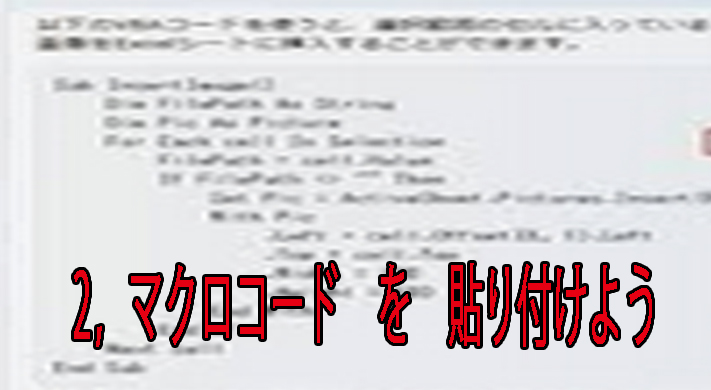 以下のVBAコードを使うと、選択範囲のセルに入っている
画像をExcelシートに挿入することができます。
Sub InsertImage()
Dim FilePath As String
Dim Pic As Picture
For Each cell In Selection
FilePath = cell.Value
If FilePath <> "" Then
Set Pic = ActiveSheet.Pictures.Insert(
With Pic
.Left = cell.Offset(0, 1).Left
.Top = cell.Top
2, マクロコード を 貼り付けよう
Next cell
End Sub